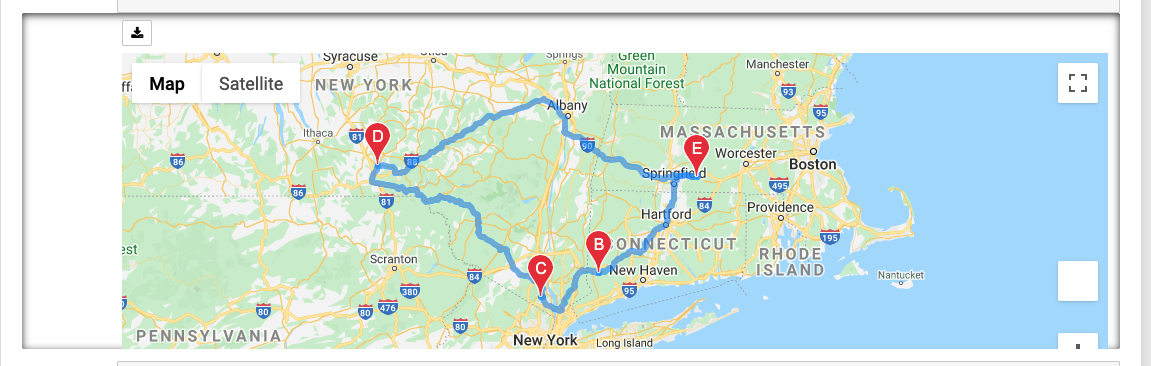 Syracuse
Utica
Springs
Green
Mountain
National Forest
Manchester
Map
Satellite
NEW YORK
93
95
Albany
Ithaca
81
D
MASSACHUSETTS
90
E
Worcester
Boston
86
88
Springfield
495
86
81
84
Providence
Hartford
B
CONNECTICUT
195
est
RHODE
ISLAND
Scranton
C
New Haven
84
Nantucket
380
95
80
80
476
80
PENNSYLVANIA
New York
Long Island